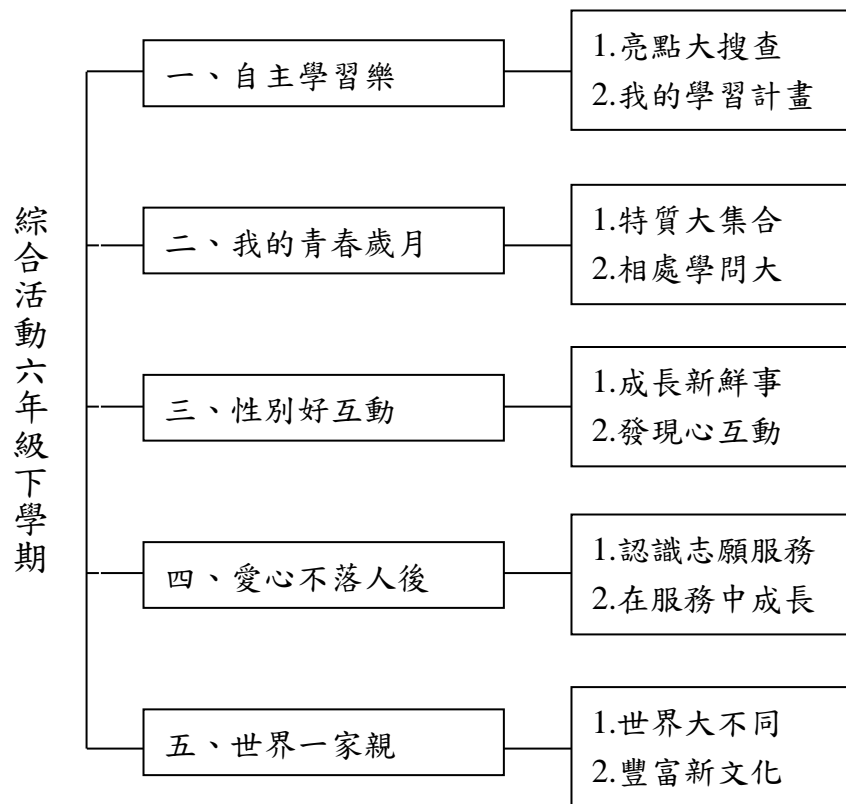 綜合活動六年級下學期
一、自主學習樂
1.亮點大搜查
2.我的學習計畫
二、我的青春歲月
1.特質大集合
2.相處學問大
三、性別好互動
1.成長新鮮事
2.發現心互動
四、愛心不落人後
1.認識志願服務
2.在服務中成長
五、世界一家親
1.世界大不同
2.豐富新文化